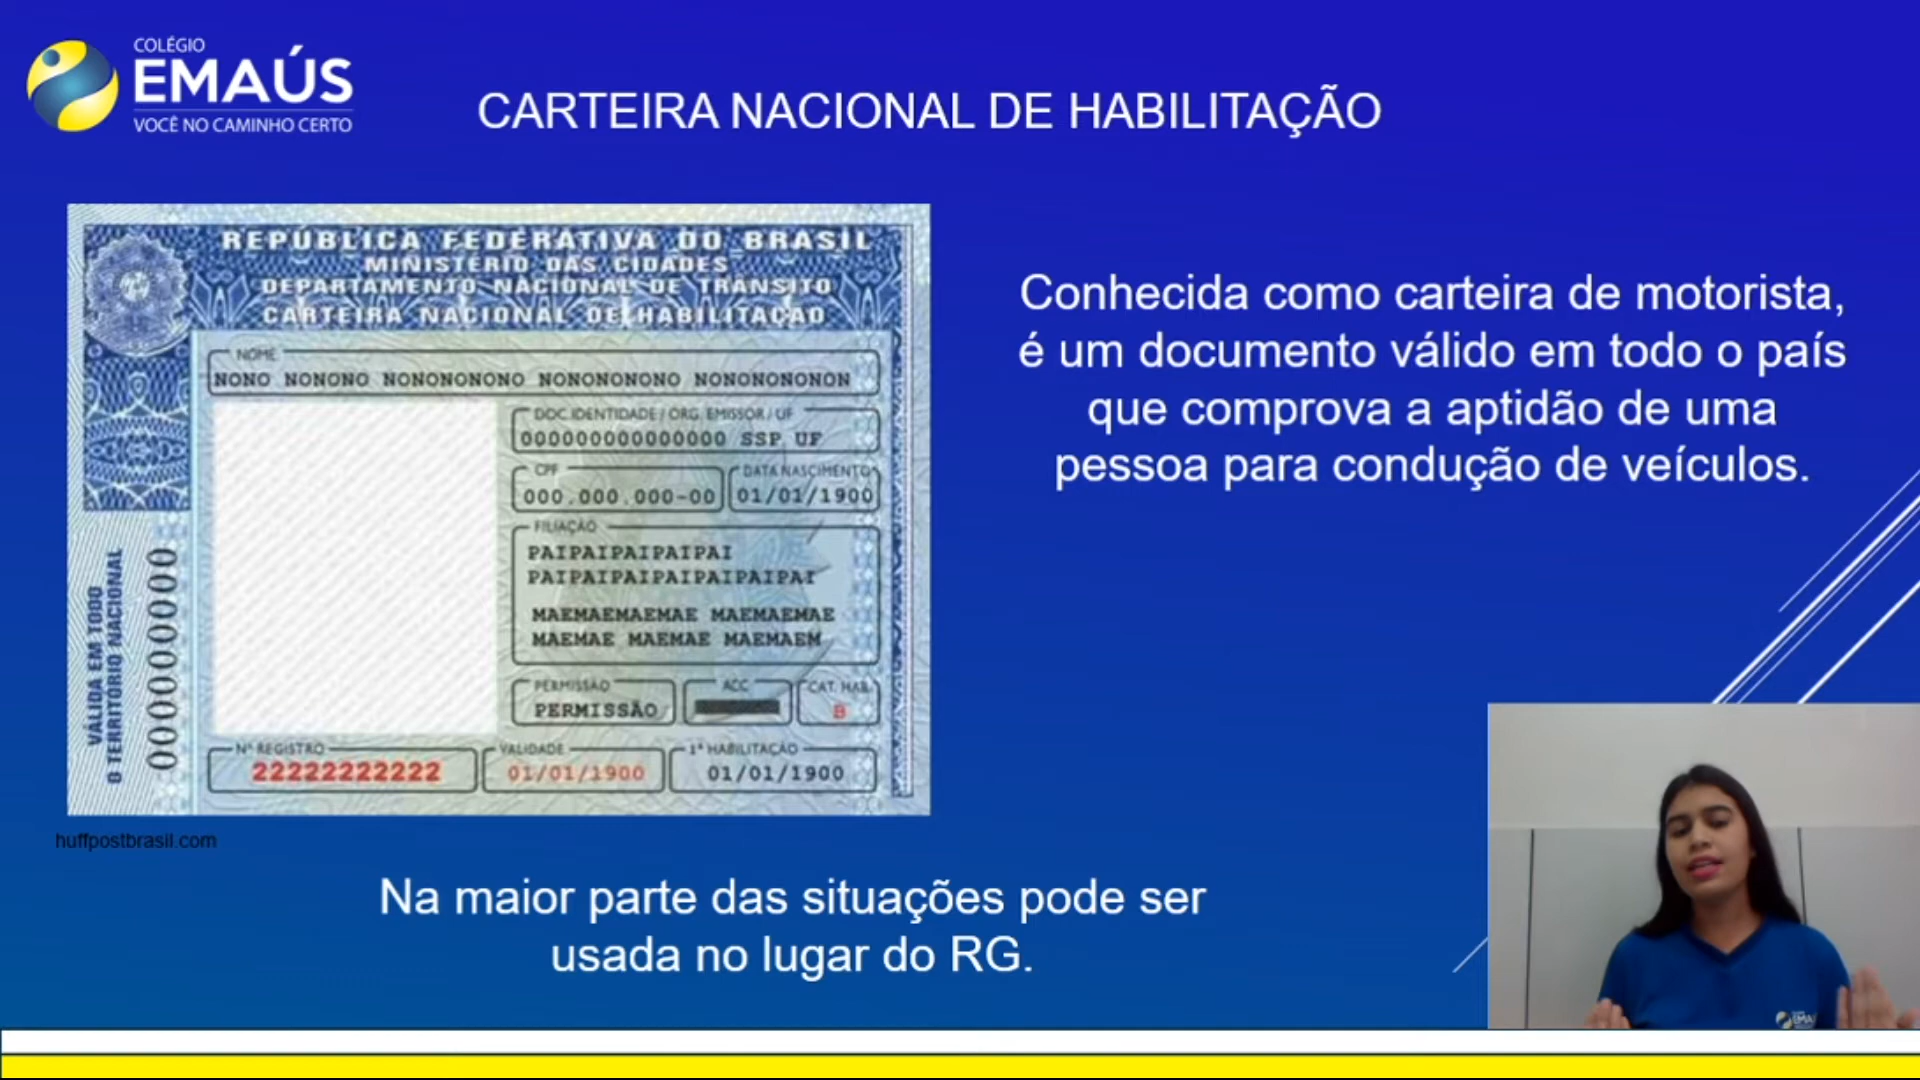 COLÉGIO
EMAÚS
VOCÊ NO CAMINHO CERTO
CARTEIRA NACIONAL DE HABILITAÇÃO
REPÚBLICA FEDERATIVA DO BRASIL
MINISTÉRIO DAS CIDADES
DEPARTAMENTO NACIONAL DE TRÂNSITO
CARTEIRA NACIONAL DE HABILITAÇÃO
NOME
NONO NONONO NONONONONO NONONONONO NONONONONON
DOC. IDENTIDADE / ORG. EMISSOR / UF
000000000000000 SSP UF
CPF
000.000.000-00
DATA NASCIMENTO
01/01/1900
FILIAÇÃO
PAIPAIPAIPAIPAI
PAIPAIPAIPAIPAIPAIPAI
MAEMAEMAEMAE MAEMAEMAE
MAEMAE MAEMAE MAEMAEM
PERMISSÃO
PERMISSÃO
ACC
CAT. HAB.
B
Nº REGISTRO
22222222222
VALIDADE
01/01/1900
1ª HABILITAÇÃO
01/01/1900
VÁLIDA EM TODO
O TERRITÓRIO NACIONAL
0000000000
huffpostbrasil.com
Conhecida como carteira de motorista,
é um documento válido em todo o país
que comprova a aptidão de uma
pessoa para condução de veículos.
Na maior parte das situações pode ser
usada no lugar do RG.